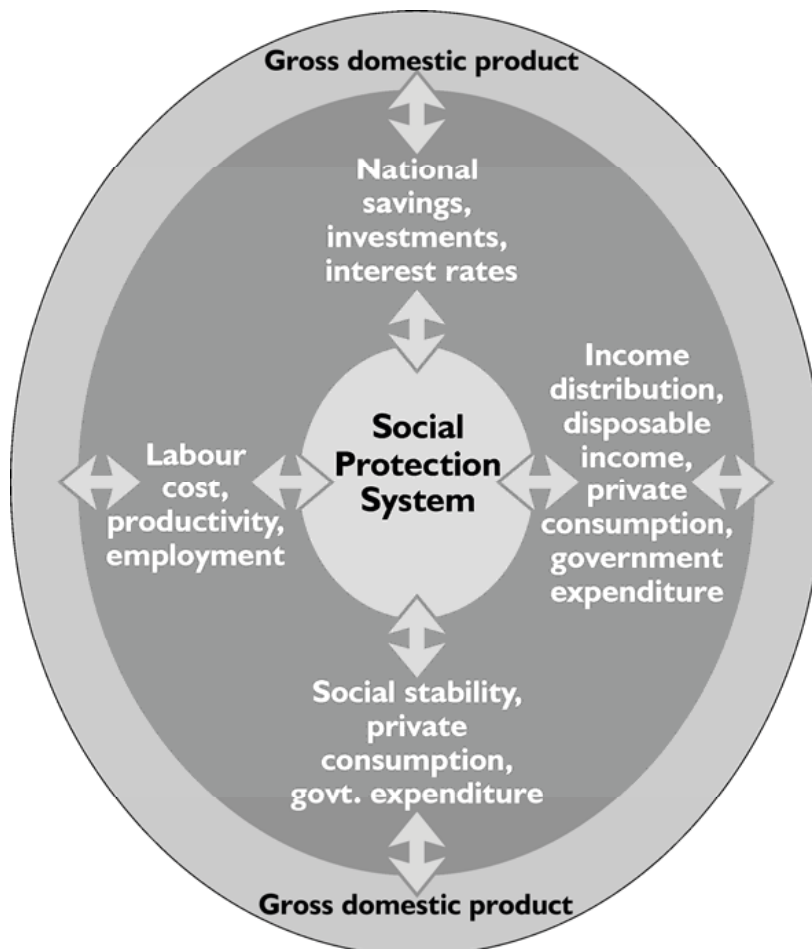 Gross domestic product
National
savings,
investments,
interest rates
Income
distribution,
disposable
income,
private
consumption,
government
expenditure
Social
Protection
System
Labour
cost,
productivity,
employment
Social stability,
private
consumption,
govt. expenditure
Gross domestic product